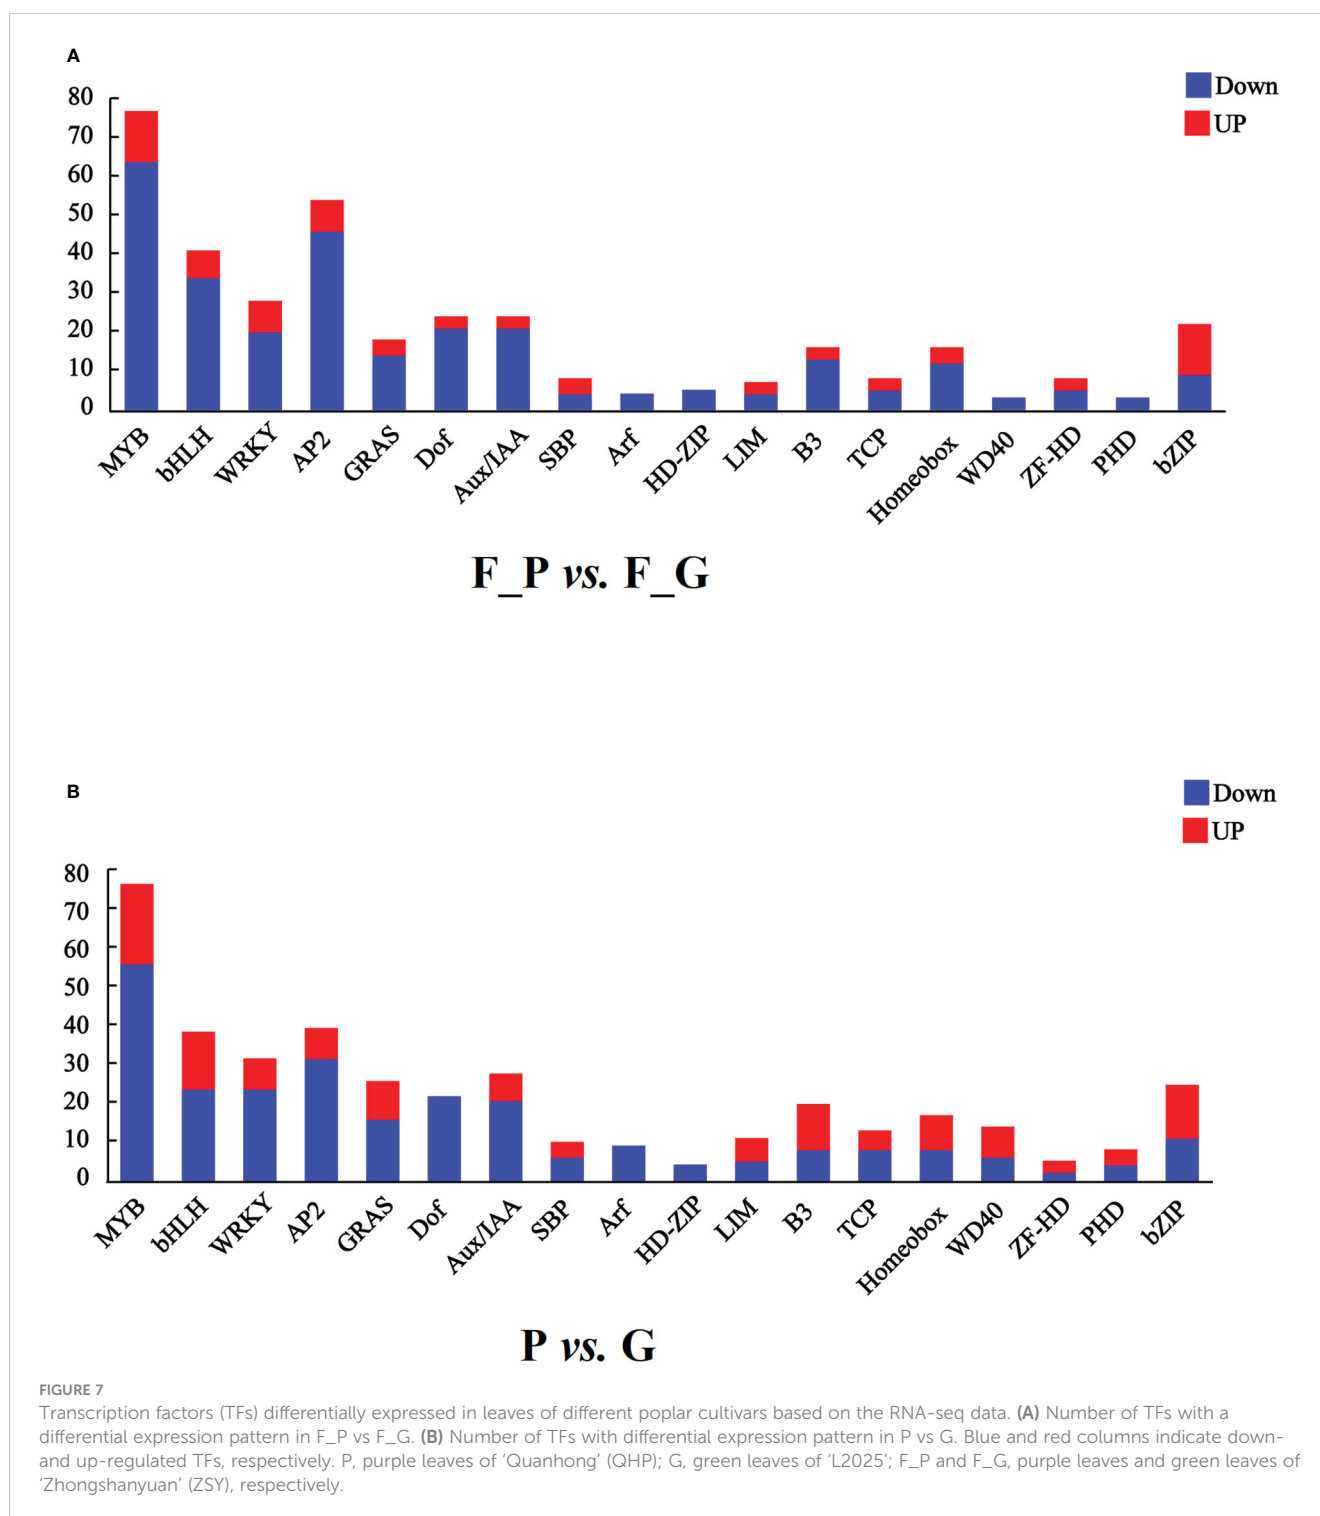 A
Down
UP
80
70
60
50
40
30
20
10
0
MYB
bHLH
WRKY
AP2
GRAS
Dof
Aux/IAA
SBP
Arf
HD-ZIP
LIM
B3
TCP
Homeobox
WD40
ZF-HD
PHD
bZIP
F_P vs. F_G
B
Down
UP
80
70
60
50
40
30
20
10
0
MYB
bHLH
WRKY
AP2
GRAS
Dof
Aux/IAA
SBP
Arf
HD-ZIP
LIM
B3
TCP
Homeobox
WD40
ZF-HD
PHD
bZIP
P vs. G
FIGURE 7
Transcription factors (TFs) differentially expressed in leaves of different poplar cultivars based on the RNA-seq data. (A) Number of TFs with a
differential expression pattern in F_P vs F_G. (B) Number of TFs with differential expression pattern in P vs G. Blue and red columns indicate down-
and up-regulated TFs, respectively. P, purple leaves of ‘Quanhong’ (QHP); G, green leaves of ‘L2025’; F_P and F_G, purple leaves and green leaves of
‘Zhongshanyuan’ (ZSY), respectively.